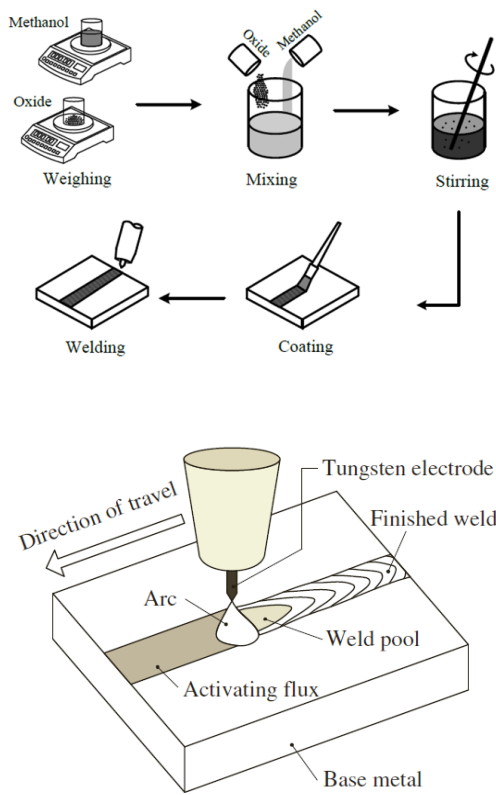 Methanol
Oxide
Weighing
Oxide
Methanol
Mixing
Stirring
Welding
Coating
Tungsten electrode
Direction of travel
Finished weld
Arc
Weld pool
Activating flux
Base metal